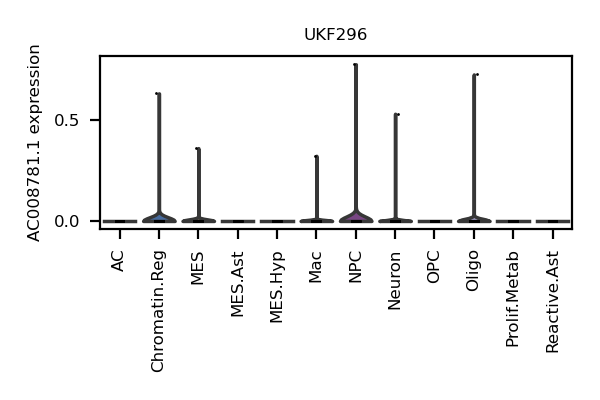 UKF296
AC008781.1 expression
0.5
0.0
AC
Chromatin.Reg
MES
MES.Ast
MES.Hyp
Mac
NPC
Neuron
OPC
Oligo
Prolif.Metab
Reactive.Ast